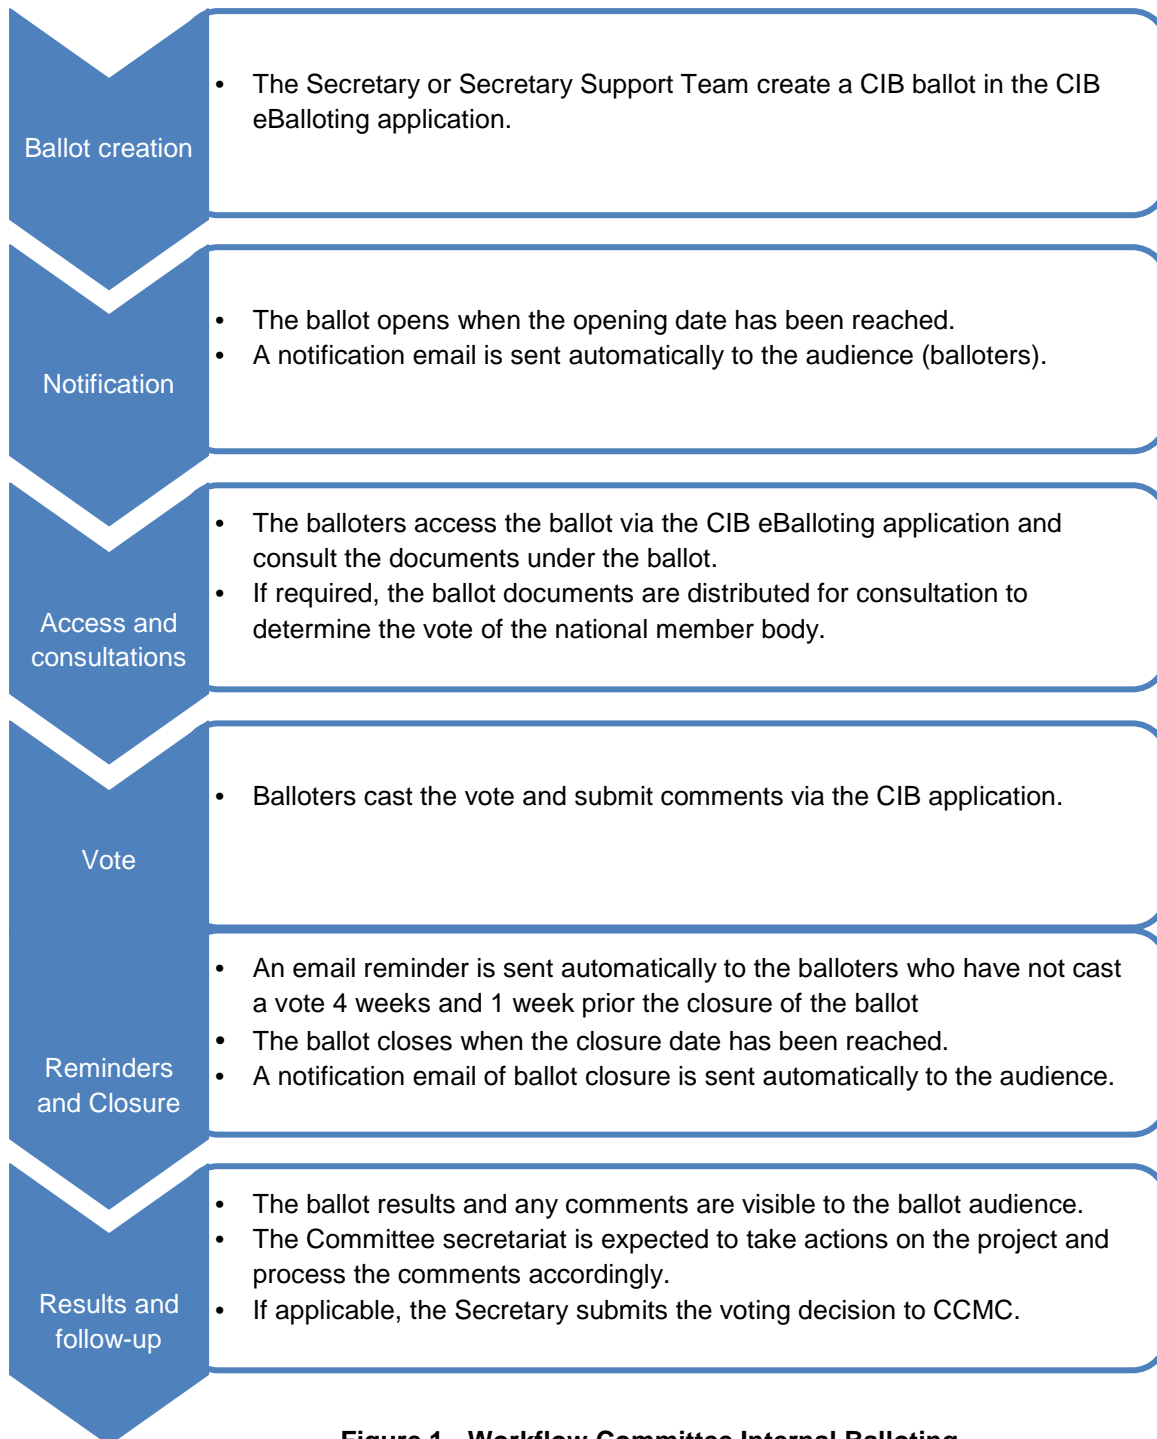 Ballot creation
• The Secretary or Secretary Support Team create a CIB ballot in the CIB
eBalloting application.
Notification
• The ballot opens when the opening date has been reached.
• A notification email is sent automatically to the audience (balloters).
Access and
consultations
• The balloters access the ballot via the CIB eBalloting application and
consult the documents under the ballot.
• If required, the ballot documents are distributed for consultation to
determine the vote of the national member body.
Vote
• Balloters cast the vote and submit comments via the CIB application.
Reminders
and Closure
• An email reminder is sent automatically to the balloters who have not cast
a vote 4 weeks and 1 week prior the closure of the ballot
• The ballot closes when the closure date has been reached.
• A notification email of ballot closure is sent automatically to the audience.
Results and
follow-up
• The ballot results and any comments are visible to the ballot audience.
• The Committee secretariat is expected to take actions on the project and
process the comments accordingly.
• If applicable, the Secretary submits the voting decision to CCMC.
Figure 1 - Workflow Committee Internal Balloting